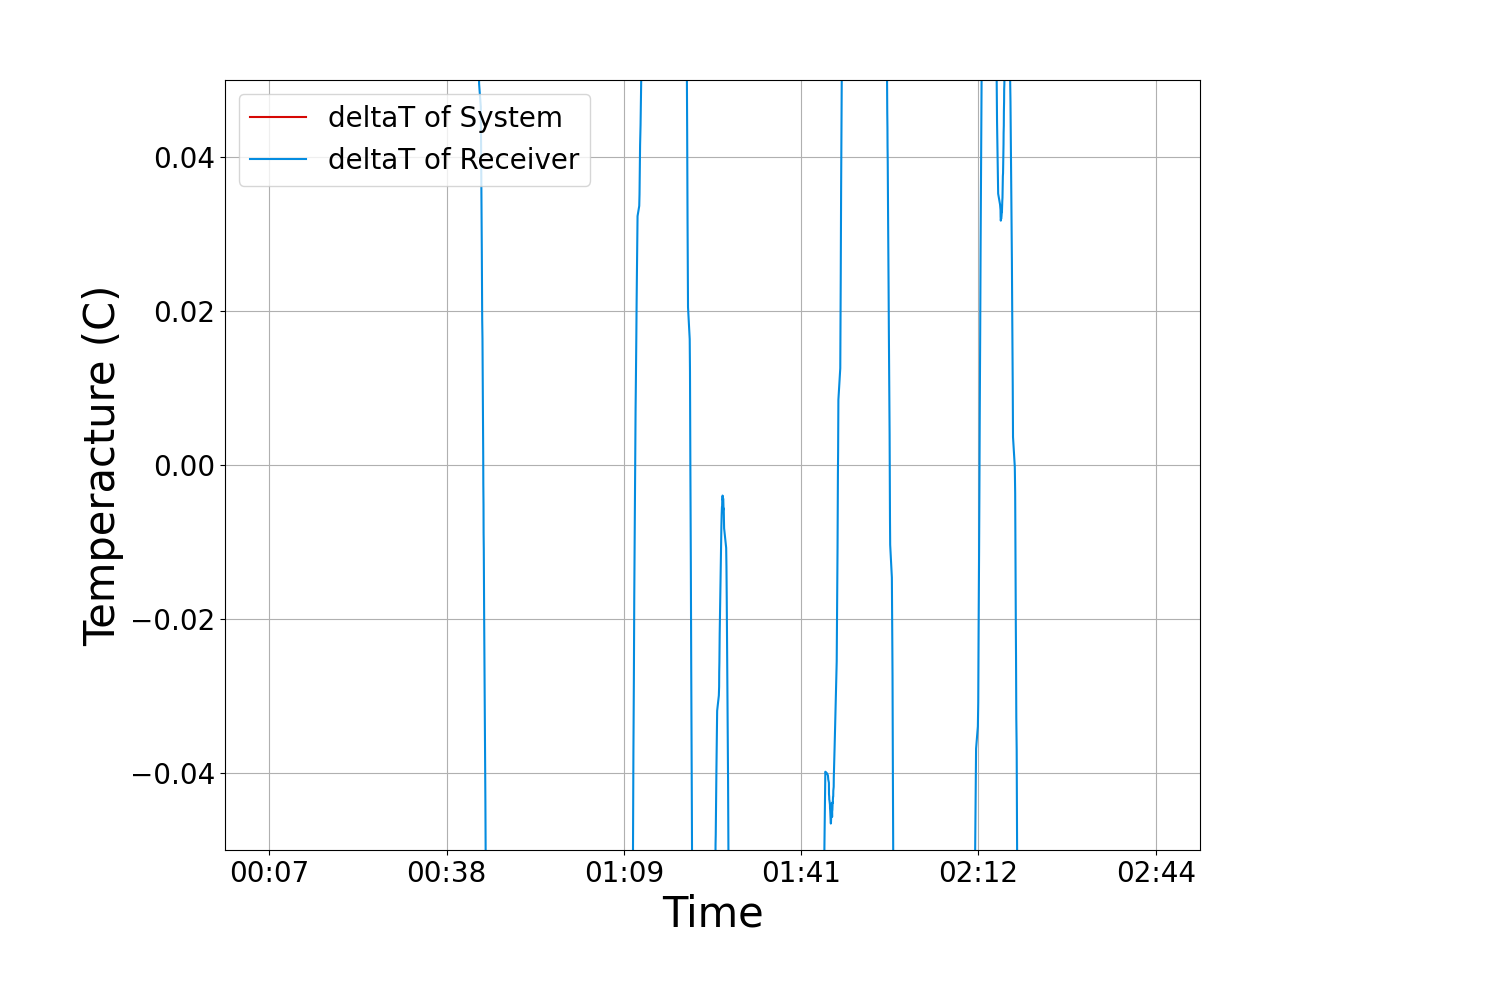 deltaT of System
deltaT of Receiver
0.04
0.02
0.00
−0.02
−0.04
Temperacture (C)
00:07 00:38 01:09 01:41 02:12 02:44
Time